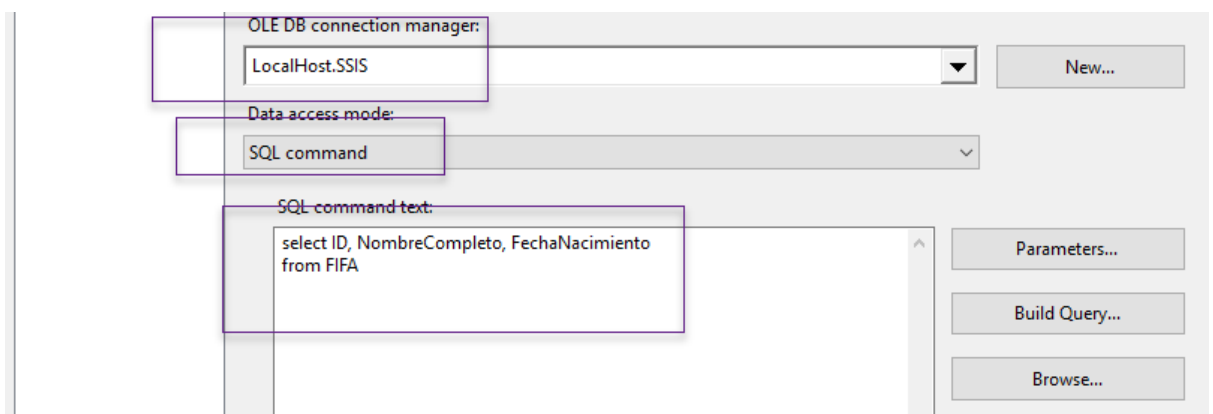 OLE DB connection manager:
LocalHost.SSIS
New...
Data access mode:
SQL command
SQL command text:
select ID, NombreCompleto, FechaNacimiento
from FIFA
Parameters...
Build Query...
Browse...